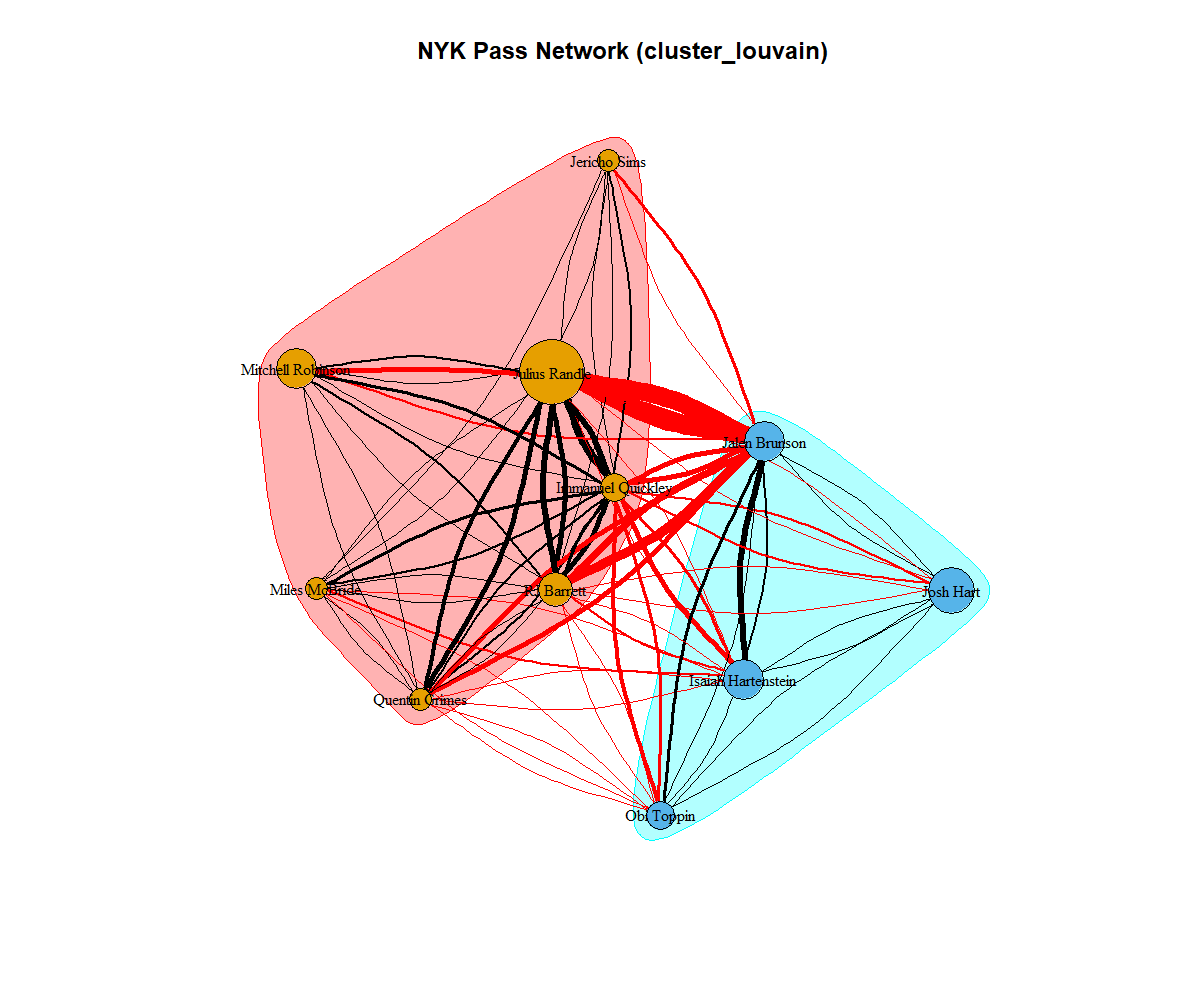 NYK Pass Network (cluster_louvain)
Jericho Sims
Mitchell Robinson
Julius Randle
Jalen Brunson
Immanuel Quickley
Miles McBride
RJ Barrett
Josh Hart
Isaiah Hartenstein
Quentin Grimes
Obi Toppin